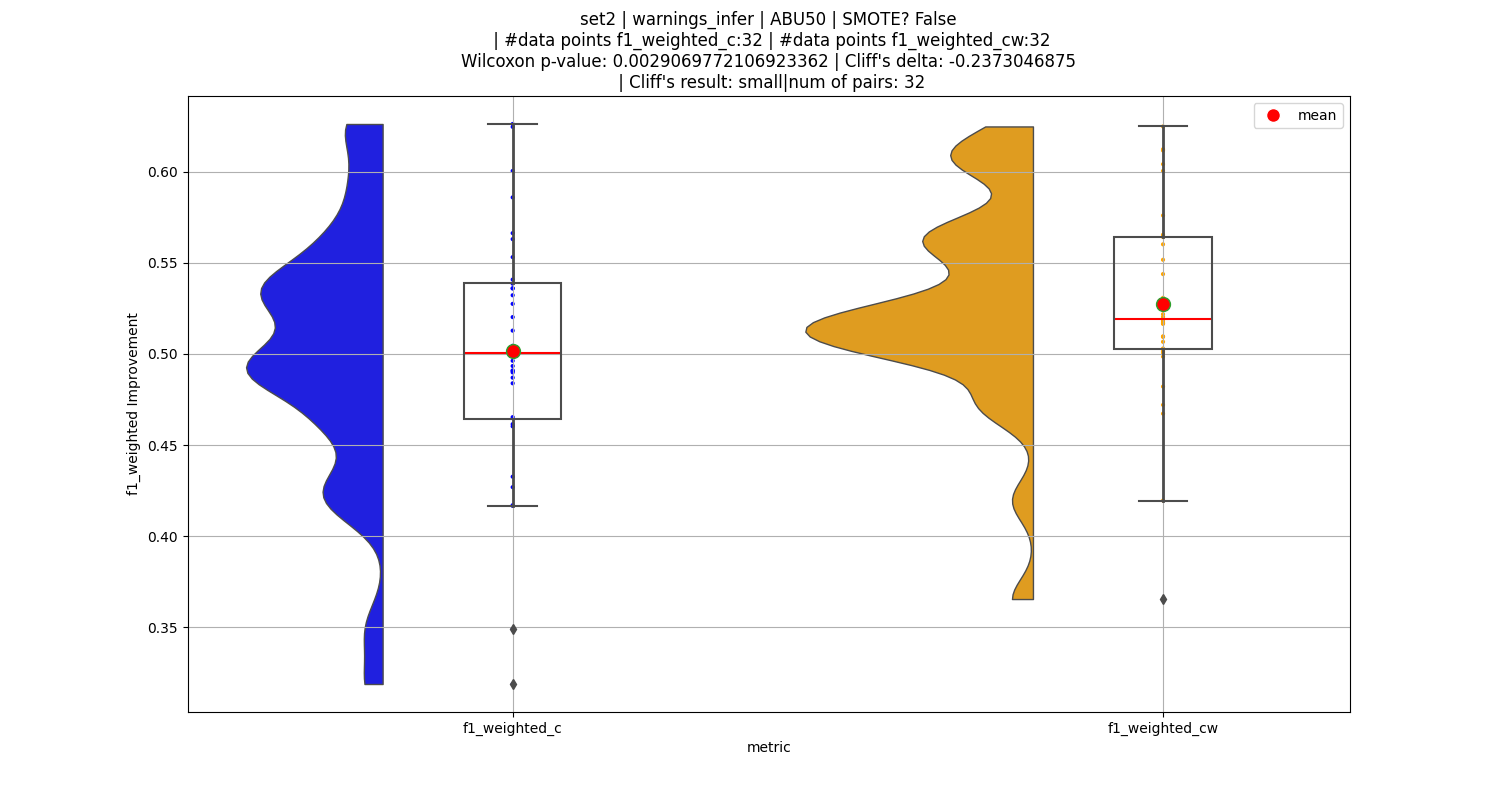 set2 | warnings_infer | ABU50 | SMOTE? False
| #data points f1_weighted_c:32 | #data points f1_weighted_cw:32
Wilcoxon p-value: 0.0029069772106923362 | Cliff's delta: -0.2373046875
| Cliff's result: small|num of pairs: 32
mean
f1_weighted Improvement
0.60
0.55
0.50
0.45
0.40
0.35
f1_weighted_c
f1_weighted_cw
metric